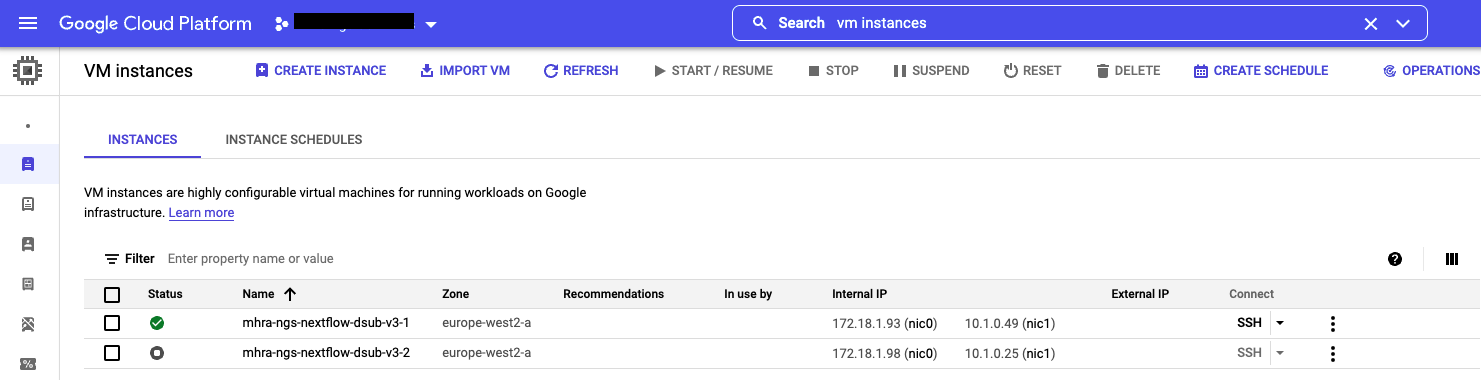 Google Cloud Platform
Search vm instances
VM instances CREATE INSTANCE IMPORT VM REFRESH START / RESUME STOP SUSPEND RESET DELETE CREATE SCHEDULE OPERATIONS
INSTANCES INSTANCE SCHEDULES
VM instances are highly configurable virtual machines for running workloads on Google
infrastructure. Learn more
Filter Enter property name or value
Status Name Zone Recommendations In use by Internal IP External IP Connect
mhra-ngs-nextflow-dsub-v3-1 europe-west2-a 172.18.1.93 (nic0) 10.1.0.49 (nic1) SSH
mhra-ngs-nextflow-dsub-v3-2 europe-west2-a 172.18.1.98 (nic0) 10.1.0.25 (nic1) SSH